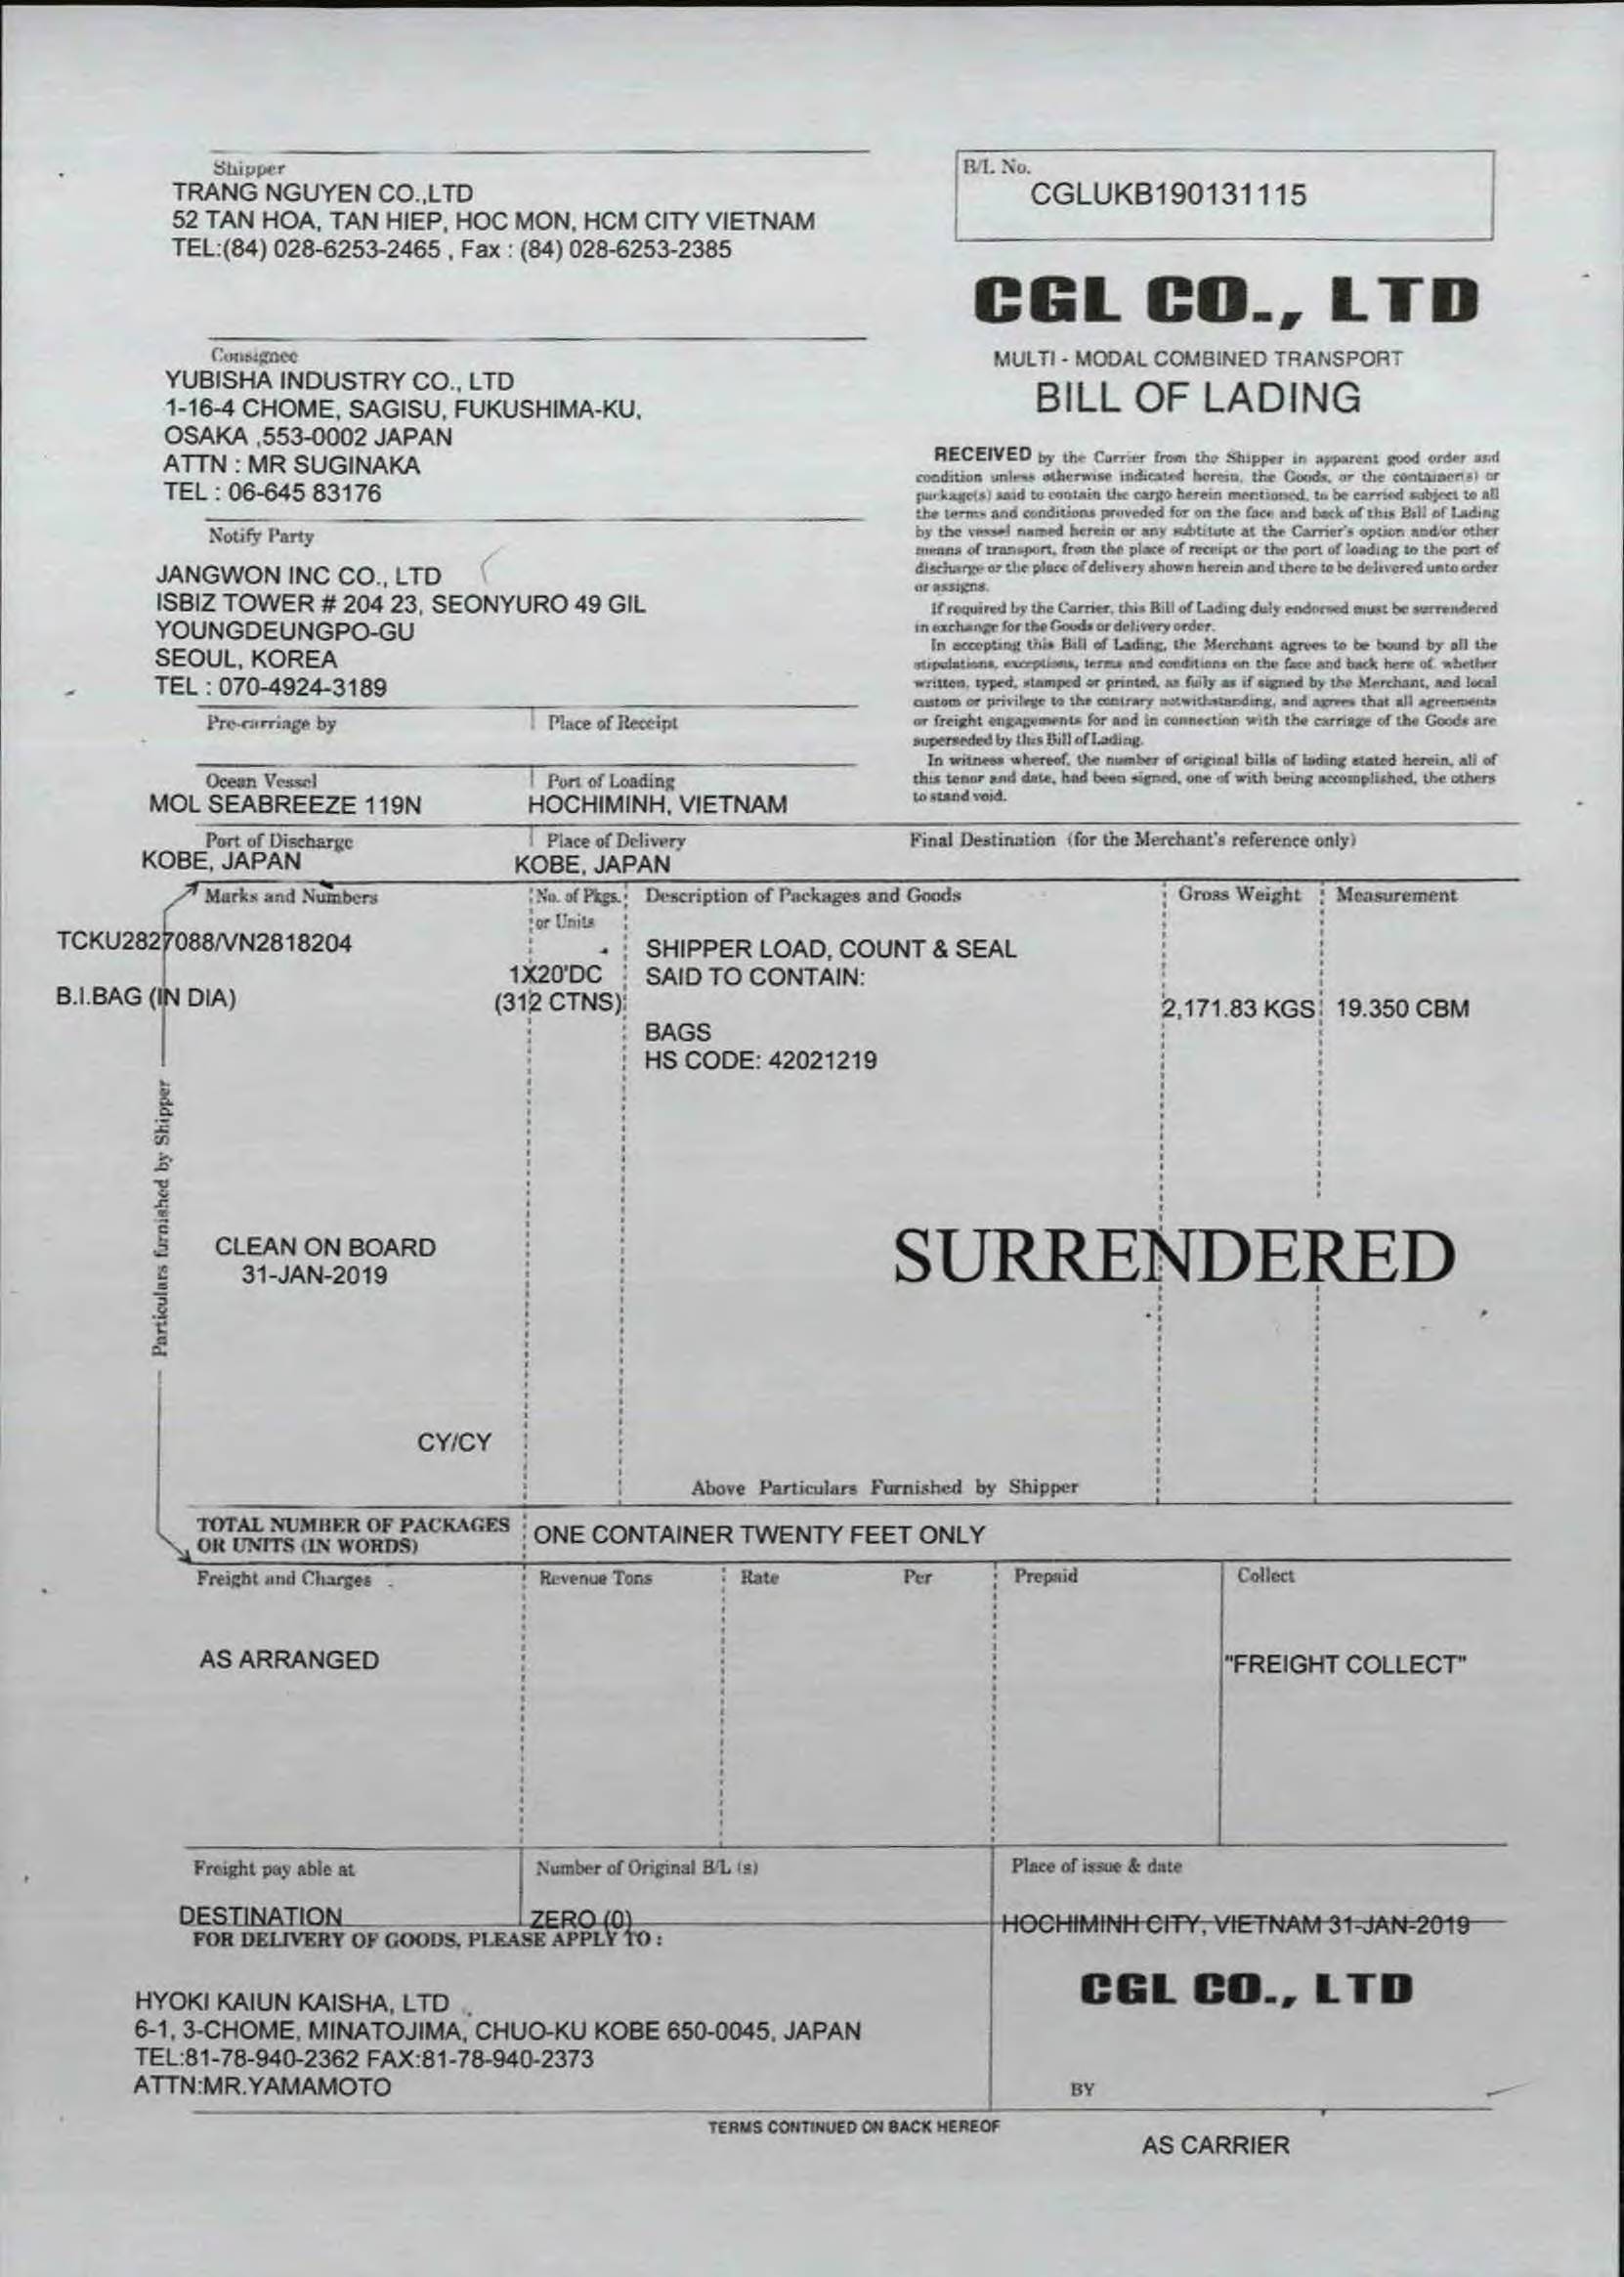 Shipper
TRANG NGUYEN CO.,LTD
52 TAN HOA, TAN HIEP, HOC MON, HCM CITY VIETNAM
TEL:(84) 028-6253-2465 , Fax : (84) 028-6253-2385
B/L No.
CGLUKB190131115
CGL CO., LTD
MULTI - MODAL COMBINED TRANSPORT
BILL OF LADING
Consignee
YUBISHA INDUSTRY CO., LTD
1-16-4 CHOME, SAGISU, FUKUSHIMA-KU,
OSAKA ,553-0002 JAPAN
ATTN : MR SUGINAKA
TEL : 06-645 83176
Notify Party
JANGWON INC CO., LTD
ISBIZ TOWER # 204 23, SEONYURO 49 GIL
YOUNGDEUNGPO-GU
SEOUL, KOREA
TEL : 070-4924-3189
RECEIVED by the Carrier from the Shipper in apparent good order and
condition unless otherwise indicated herein, the Goods, or the container(s) or
package(s) said to contain the cargo herein mentioned, to be carried subject to all
the terms and conditions proveded for on the face and back of this Bill of Lading
by the vessel named herein or any subtitute at the Carrier's option and/or other
means of transport, from the place of receipt or the port of loading to the port of
discharge or the place of delivery shown herein and there to be delivered unto order
or assigns.
If required by the Carrier, this Bill of Lading duly endorsed must be surrendered
in exchange for the Goods or delivery order.
In accepting this Bill of Lading, the Merchant agrees to be bound by all the
stipulations, exceptions, terms and conditions on the face and back here of, whether
written, typed, stamped or printed, as fully as if signed by the Merchant, and local
custom or privilege to the contrary notwithstanding, and agrees that all agreements
or freight engagements for and in connection with the carriage of the Goods are
superseded by this Bill of Lading.
In witness whereof, the number of original bills of lading stated herein, all of
this tenor and date, had been signed, one of with being accomplished, the others
to stand void.
Pre-carriage by
Place of Receipt
Ocean Vessel
MOL SEABREEZE 119N
Port of Loading
HOCHIMINH, VIETNAM
Port of Discharge
KOBE, JAPAN
Place of Delivery
KOBE, JAPAN
Final Destination (for the Merchant's reference only)
Marks and Numbers
No. of Pkgs.
or Units
Description of Packages and Goods
Gross Weight
Measurement
TCKU2827088/VN2818204
B.I.BAG (IN DIA)
1X20'DC
(312 CTNS)
SHIPPER LOAD, COUNT & SEAL
SAID TO CONTAIN:
BAGS
HS CODE: 42021219
2,171.83 KGS
19.350 CBM
Particulars furnished by Shipper
CLEAN ON BOARD
31-JAN-2019
SURRENDERED
CY/CY
Above Particulars Furnished by Shipper
TOTAL NUMBER OF PACKAGES
OR UNITS (IN WORDS)
ONE CONTAINER TWENTY FEET ONLY
Freight and Charges
Revenue Tons
Rate
Per
Prepaid
Collect
AS ARRANGED
"FREIGHT COLLECT"
Freight pay able at
DESTINATION
Number of Original B/L (s)
ZERO (0)
Place of issue & date
HOCHIMINH CITY, VIETNAM 31-JAN-2019
FOR DELIVERY OF GOODS, PLEASE APPLY TO :
HYOKI KAIUN KAISHA, LTD
6-1, 3-CHOME, MINATOJIMA, CHUO-KU KOBE 650-0045, JAPAN
TEL:81-78-940-2362 FAX:81-78-940-2373
ATTN:MR.YAMAMOTO
CGL CO., LTD
BY
TERMS CONTINUED ON BACK HEREOF
AS CARRIER